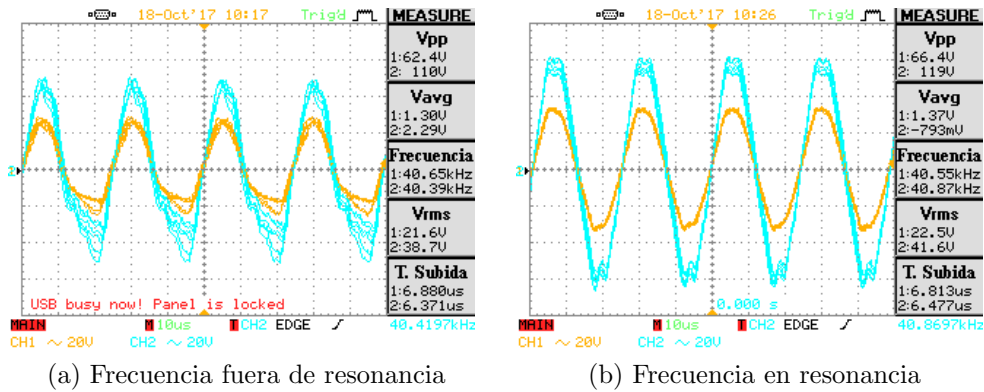 18-Oct'17 10:17 Trig'd MEASURE
Vpp
1:62.4V
2: 110V
Vavg
1:1.30V
2:2.29V
Frecuencia
1:40.65kHz
2:40.39kHz
Vrms
1:21.6V
2:38.7V
T. Subida
1:6.880us
2:6.371us
2
USB busy now! Panel is locked
MAIN M 10us T CH2 EDGE 40.4197kHz
CH1 ~ 20V CH2 ~ 20V
(a) Frecuencia fuera de resonancia
18-Oct'17 10:26 Trig'd MEASURE
Vpp
1:66.4V
2: 119V
Vavg
1:1.37V
2:-793mV
Frecuencia
1:40.55kHz
2:40.87kHz
Vrms
1:22.5V
2:41.6V
T. Subida
1:6.813us
2:6.477us
2
0.000 s
MAIN M 10us T CH2 EDGE 40.8697kHz
CH1 ~ 20V CH2 ~ 20V
(b) Frecuencia en resonancia